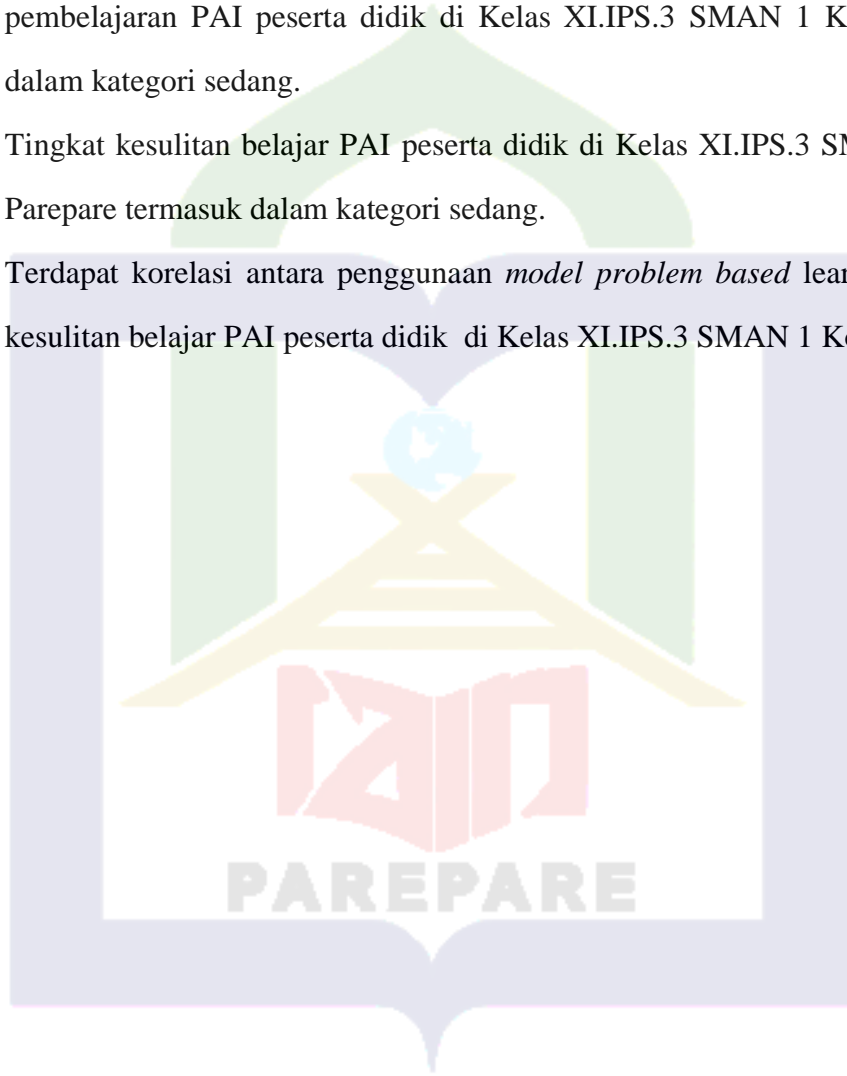 pembelajaran PAI peserta didik di Kelas XI.IPS.3 SMAN 1 K
dalam kategori sedang.
Tingkat kesulitan belajar PAI peserta didik di Kelas XI.IPS.3
Parepare termasuk dalam kategori sedang.
Terdapat korelasi antara penggunaan model problem based
kesulitan belajar PAI peserta didik di Kelas XI.IPS.3 SMAN 1
iain
PAREPARE